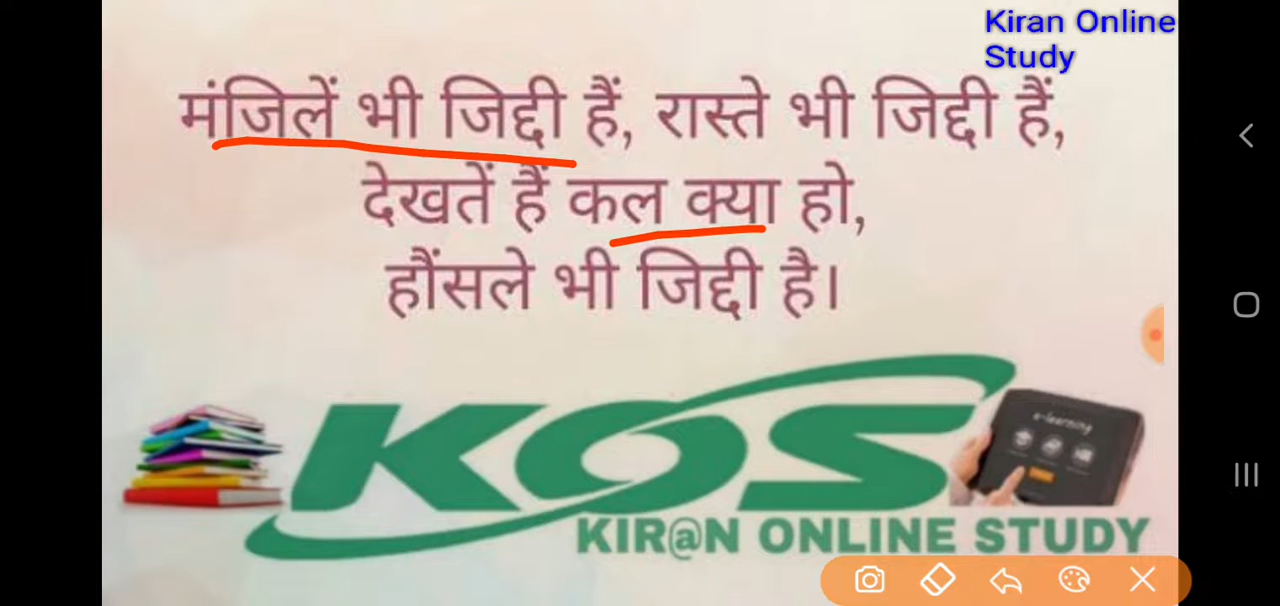 Kiran Online
Study
मंजिलें भी जिद्दी हैं, रास्ते भी जिद्दी हैं,
देखतें हैं कल क्या हो,
हौंसले भी जिद्दी है।
KOS
e-learning
KIR@N ONLINE STUDY